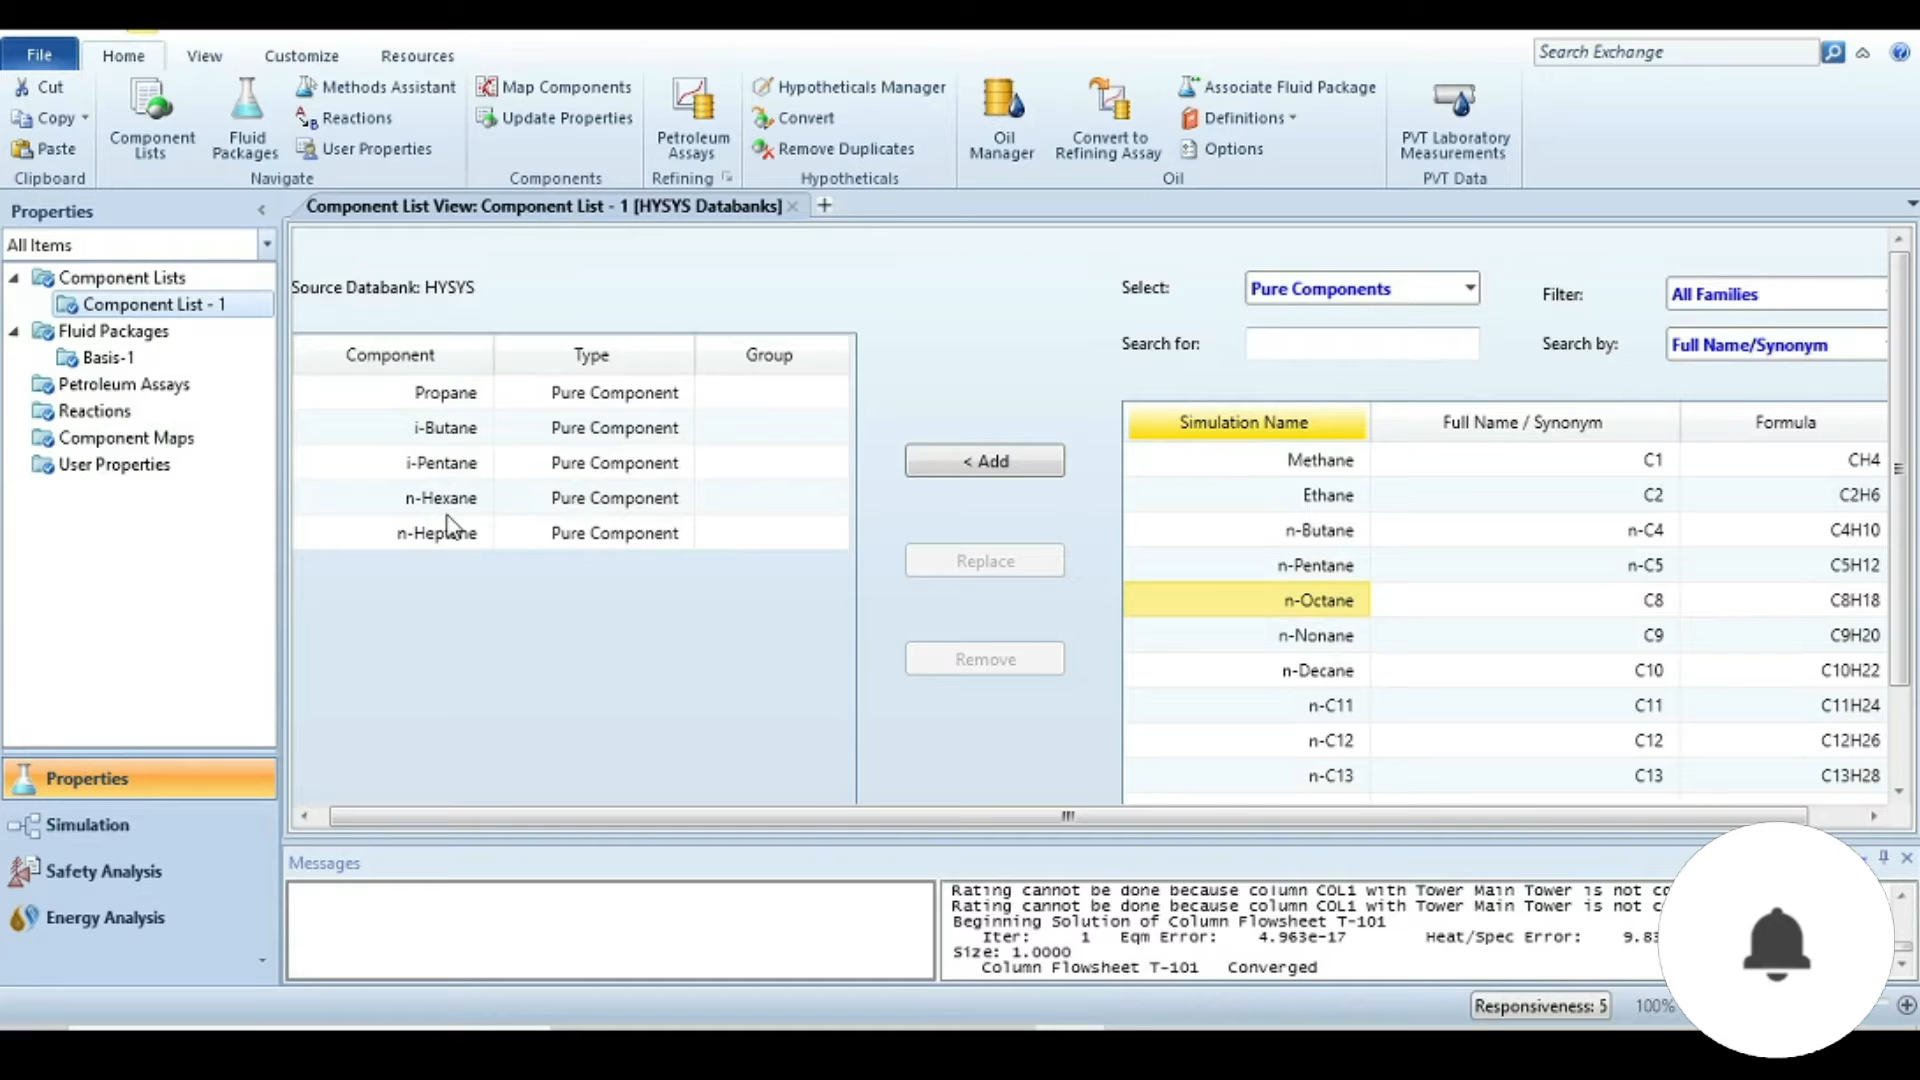 File Home View Customize Resources
Search Exchange
Cut
Copy
Paste
Clipboard
Component Lists
Fluid Packages
Methods Assistant
Reactions
User Properties
Navigate
Map Components
Update Properties
Components
Petroleum Assays
Refining
Hypotheticals Manager
Convert
Remove Duplicates
Hypotheticals
Oil Manager
Convert to Refining Assay
Associate Fluid Package
Definitions
Options
Oil
PVT Laboratory Measurements
PVT Data
Properties
All Items
Component Lists
Component List - 1
Fluid Packages
Basis-1
Petroleum Assays
Reactions
Component Maps
User Properties
Properties
Simulation
Safety Analysis
Energy Analysis
Component List View: Component List - 1 [HYSYS Databanks]
Source Databank: HYSYS
Component Type Group
Propane Pure Component
i-Butane Pure Component
i-Pentane Pure Component
n-Hexane Pure Component
n-Heptane Pure Component
< Add
Replace
Remove
Select: Pure Components Filter: All Families
Search for: Search by: Full Name/Synonym
Simulation Name Full Name / Synonym Formula
Methane C1 CH4
Ethane C2 C2H6
n-Butane n-C4 C4H10
n-Pentane n-C5 C5H12
n-Octane C8 C8H18
n-Nonane C9 C9H20
n-Decane C10 C10H22
n-C11 C11 C11H24
n-C12 C12 C12H26
n-C13 C13 C13H28
Messages
Rating cannot be done because column COL1 with Tower Main Tower is not
Rating cannot be done because column COL1 with Tower Main Tower is not
Beginning Solution of Column Flowsheet T-101
Iter: 1 Eqm Error: 4.963e-17 Heat/Spec Error:
Size: 1.0000
Column Flowsheet T-101 Converged
Responsiveness: 5 100%